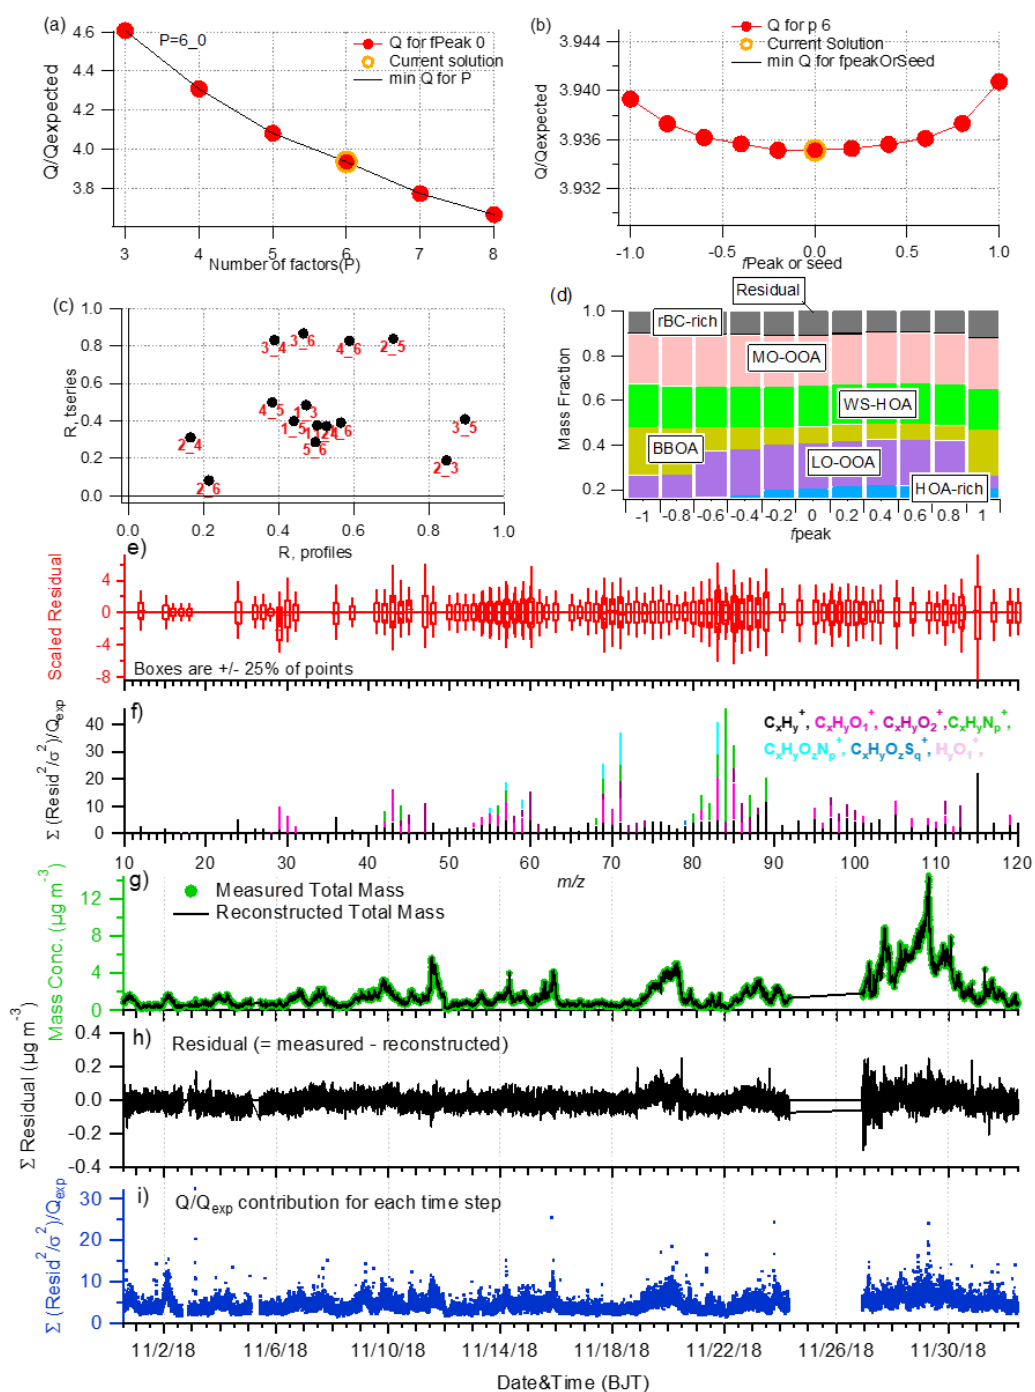 (a)
4.6
4.4
4.2
4.0
3.8
Q/Qexpected
P=6_0
Q for fPeak 0
Current solution
min Q for P
3 4 5 6 7 8
Number of factors(P)
(b)
3.944
3.940
3.936
3.932
Q/Qexpected
Q for p 6
Current Solution
min Q for fpeakOrSeed
-1.0 -0.5 0.0 0.5 1.0
fPeak or seed
(c)
1.0
0.8
0.6
0.4
0.2
0.0
R, tseries
3_4 3_6 4_6 2_5
4_5 1_3
1_5 4_6 3_5
5_6
2_4 2_3
2_6
0.0 0.2 0.4 0.6 0.8 1.0
R, profiles
(d)
Residual
1.0
0.8
0.6
0.4
0.2
Mass Fraction
rBC-rich
MO-OOA
WS-HOA
BBOA
LO-OOA
HOA-rich
-1 -0.8 -0.6 -0.4 -0.2 0 0.2 0.4 0.6 0.8 1
fpeak
e)
4
0
-4
-8
Scaled Residual
Boxes are +/- 25% of points
f)
40
30
20
10
0
Σ (Resid²/σ²)/Qexp
CxHy⁺, CxHyO1⁺, CxHyO2⁺, CxHyNp⁺,
CxHyOzNp⁺, CxHyOzSq⁺, HyO1⁺,
10 20 30 40 50 60 70 80 90 100 110 120
m/z
g)
Measured Total Mass
Reconstructed Total Mass
12
8
4
0
Mass Conc. (µg m⁻³)
h)
Residual (= measured - reconstructed)
0.4
0.2
0.0
-0.2
-0.4
Σ Residual (µg m⁻³)
i)
Q/Qexp contribution for each time step
30
20
10
0
Σ (Resid²/σ²)/Qexp
11/2/18 11/6/18 11/10/18 11/14/18 11/18/18 11/22/18 11/26/18 11/30/18
Date&Time (BJT)